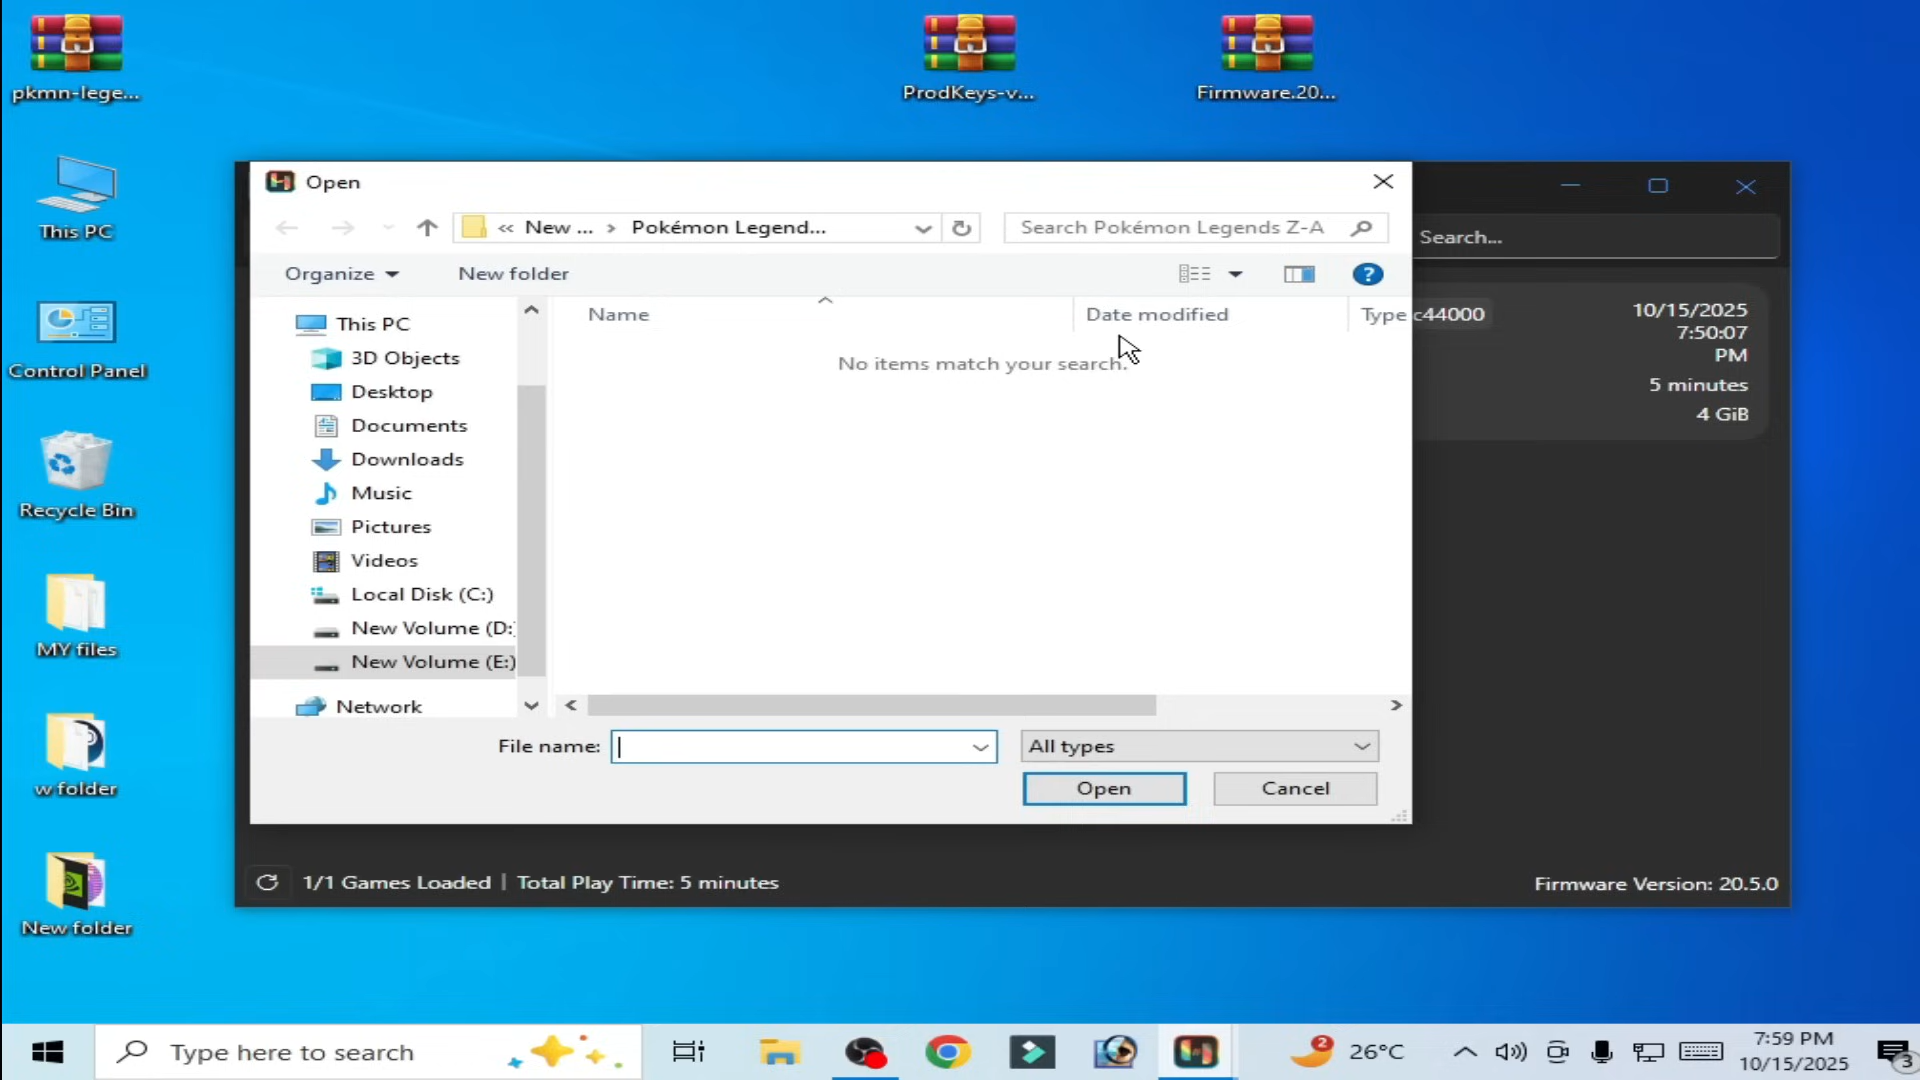 pkmn-lege...
ProdKeys-v...
Firmware.20...
This PC
Control Panel
Recycle Bin
MY files
w folder
New folder
Open
« New ... › Pokémon Legend...
Search Pokémon Legends Z-A
Search...
Organize
New folder
?
Name
Date modified
Type
c44000
10/15/2025
7:50:07
PM
5 minutes
4 GiB
No items match your search.
This PC
3D Objects
Desktop
Documents
Downloads
Music
Pictures
Videos
Local Disk (C:)
New Volume (D:
New Volume (E:)
Network
File name:
All types
Open
Cancel
1/1 Games Loaded | Total Play Time: 5 minutes
Firmware Version: 20.5.0
Type here to search
2
26°C
7:59 PM
10/15/2025
3